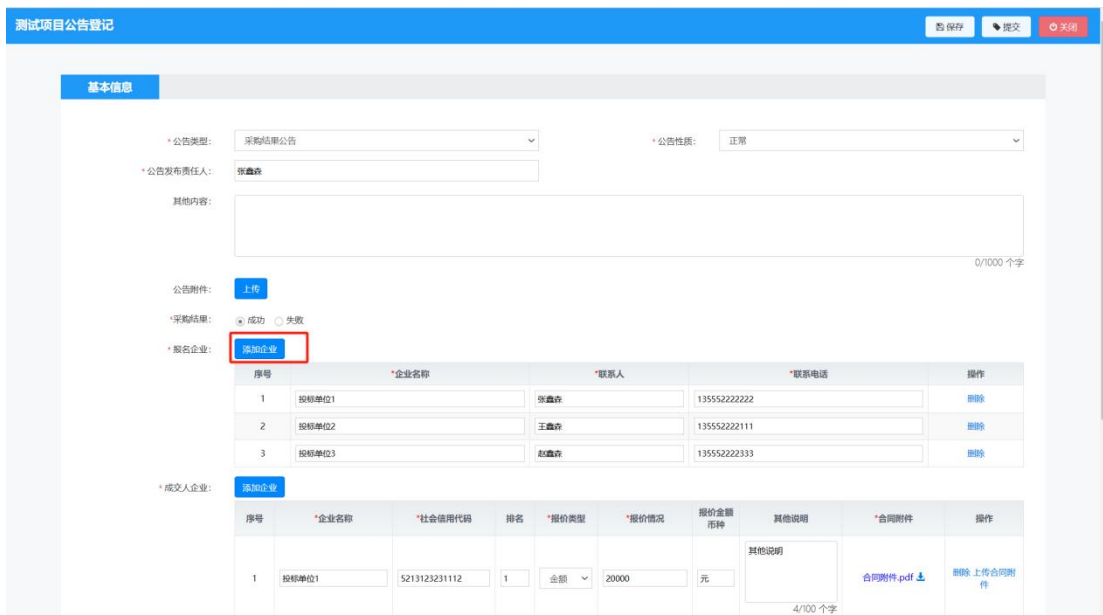 测试项目公告登记 保存 提交 关闭
基本信息
*公告类型: 采购结果公告 *公告性质: 正常
*公告发布责任人: 张鑫森
其他内容:
0/1000 个字
公告附件: 上传
*采购结果: 成功 失败
*报名企业: 添加企业
序号 *企业名称 *联系人 *联系电话 操作
1 投标单位1 张鑫森 135552222222 删除
2 投标单位2 王鑫森 135552222111 删除
3 投标单位3 赵鑫森 135552222333 删除
*成交人企业: 添加企业
序号 *企业名称 *社会信用代码 排名 *报价类型 *报价情况 报价金额 其他说明 *合同附件 操作
币种
其他说明
1 投标单位1 5213123231112 1 金额 20000 元 合同附件.pdf 删除 上传合同附
件
4/100 个字